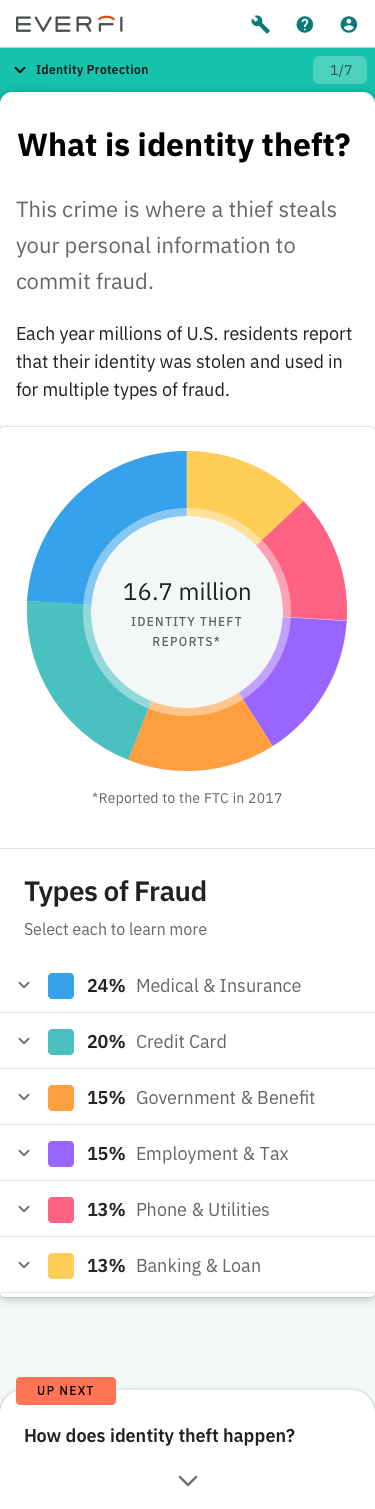 EVERFI
Identity Protection
1/7
What is identity theft?
This crime is where a thief steals
your personal information to
commit fraud.
Each year millions of U.S. residents report
that their identity was stolen and used in
for multiple types of fraud.
16.7 million
IDENTITY THEFT
REPORTS*
*Reported to the FTC in 2017
Types of Fraud
Select each to learn more
24% Medical & Insurance
20% Credit Card
15% Government & Benefit
15% Employment & Tax
13% Phone & Utilities
13% Banking & Loan
UP NEXT
How does identity theft happen?